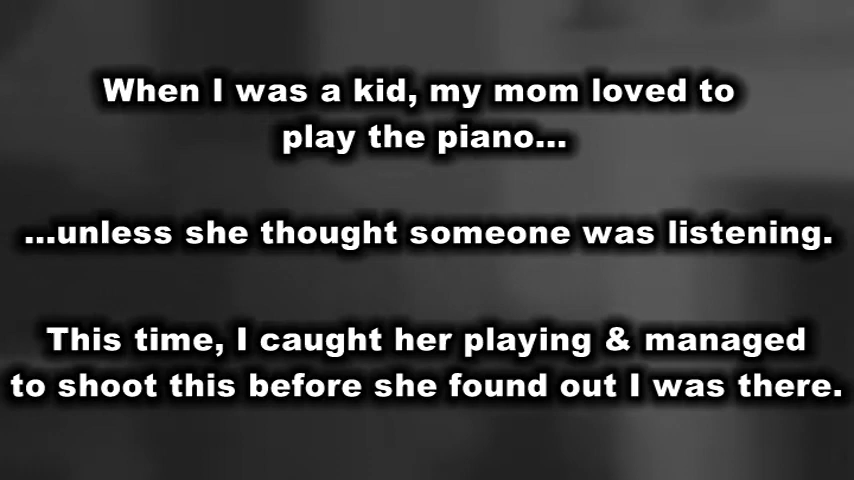 When I was a kid, my mom loved to
play the piano...
...unless she thought someone was listening.
This time, I caught her playing & managed
to shoot this before she found out I was there.